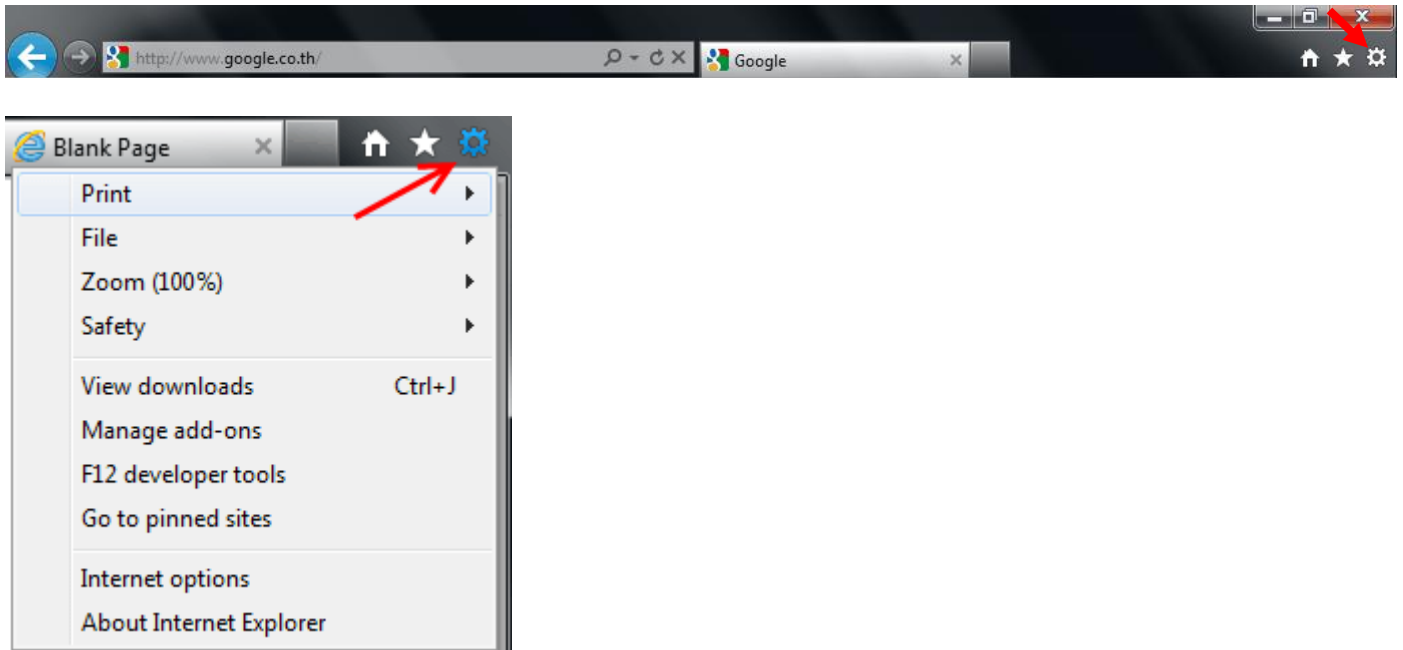 http://www.google.co.th/ Google
Blank Page
Print
File
Zoom (100%)
Safety
View downloads Ctrl+J
Manage add-ons
F12 developer tools
Go to pinned sites
Internet options
About Internet Explorer